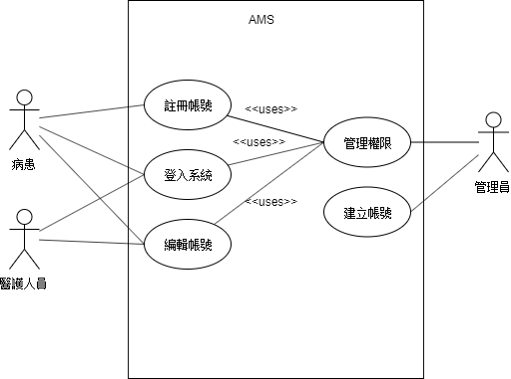 AMS
註冊帳號
<<uses>>
管理權限
<<uses>>
登入系統
病患
管理員
<<uses>>
建立帳號
編輯帳號
醫護人員